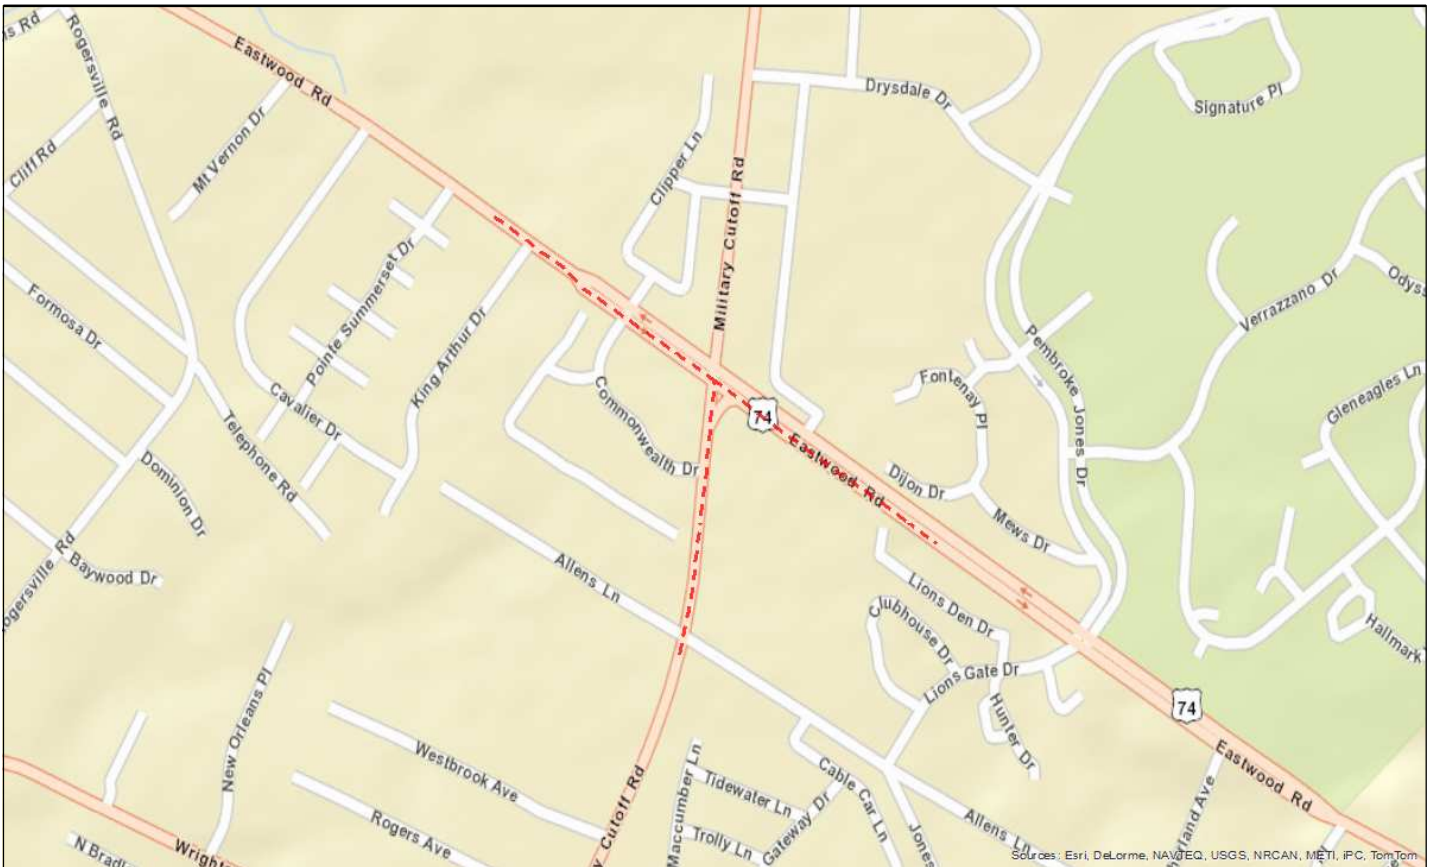 Rogersville Rd
Eastwood Rd
Cliff Rd
Mt Vernon Dr
Clipper Ln
Military Cutoff Rd
Drysdale Dr
Signature Pl
Formosa Dr
Pointe Summerset Dr
King Arthur Dr
Cavalier Dr
Telephone Rd
Dominion Dr
Baywood Dr
Commonwealth Dr
74
Eastwood Rd
Fontenay Pl
Pembroke Jones Dr
Verrazzano Dr
Gleneagles Ln
Dijon Dr
Mews Dr
Allens Ln
Lions Den Dr
Clubhouse Dr
Lions Gate Dr
Hunter Dr
Hallmark
74
Eastwood Rd
New Orleans Pl
Westbrook Ave
Rogers Ave
Cutoff Rd
Maccumber Ln
Tidewater Ln
Trolly Ln
Gateway Dr
Cable Car Ln
Allens Ln
Sources: Esri, DeLorme, NAVTEQ, USGS, NRCAN, METI, iPC, TomTom